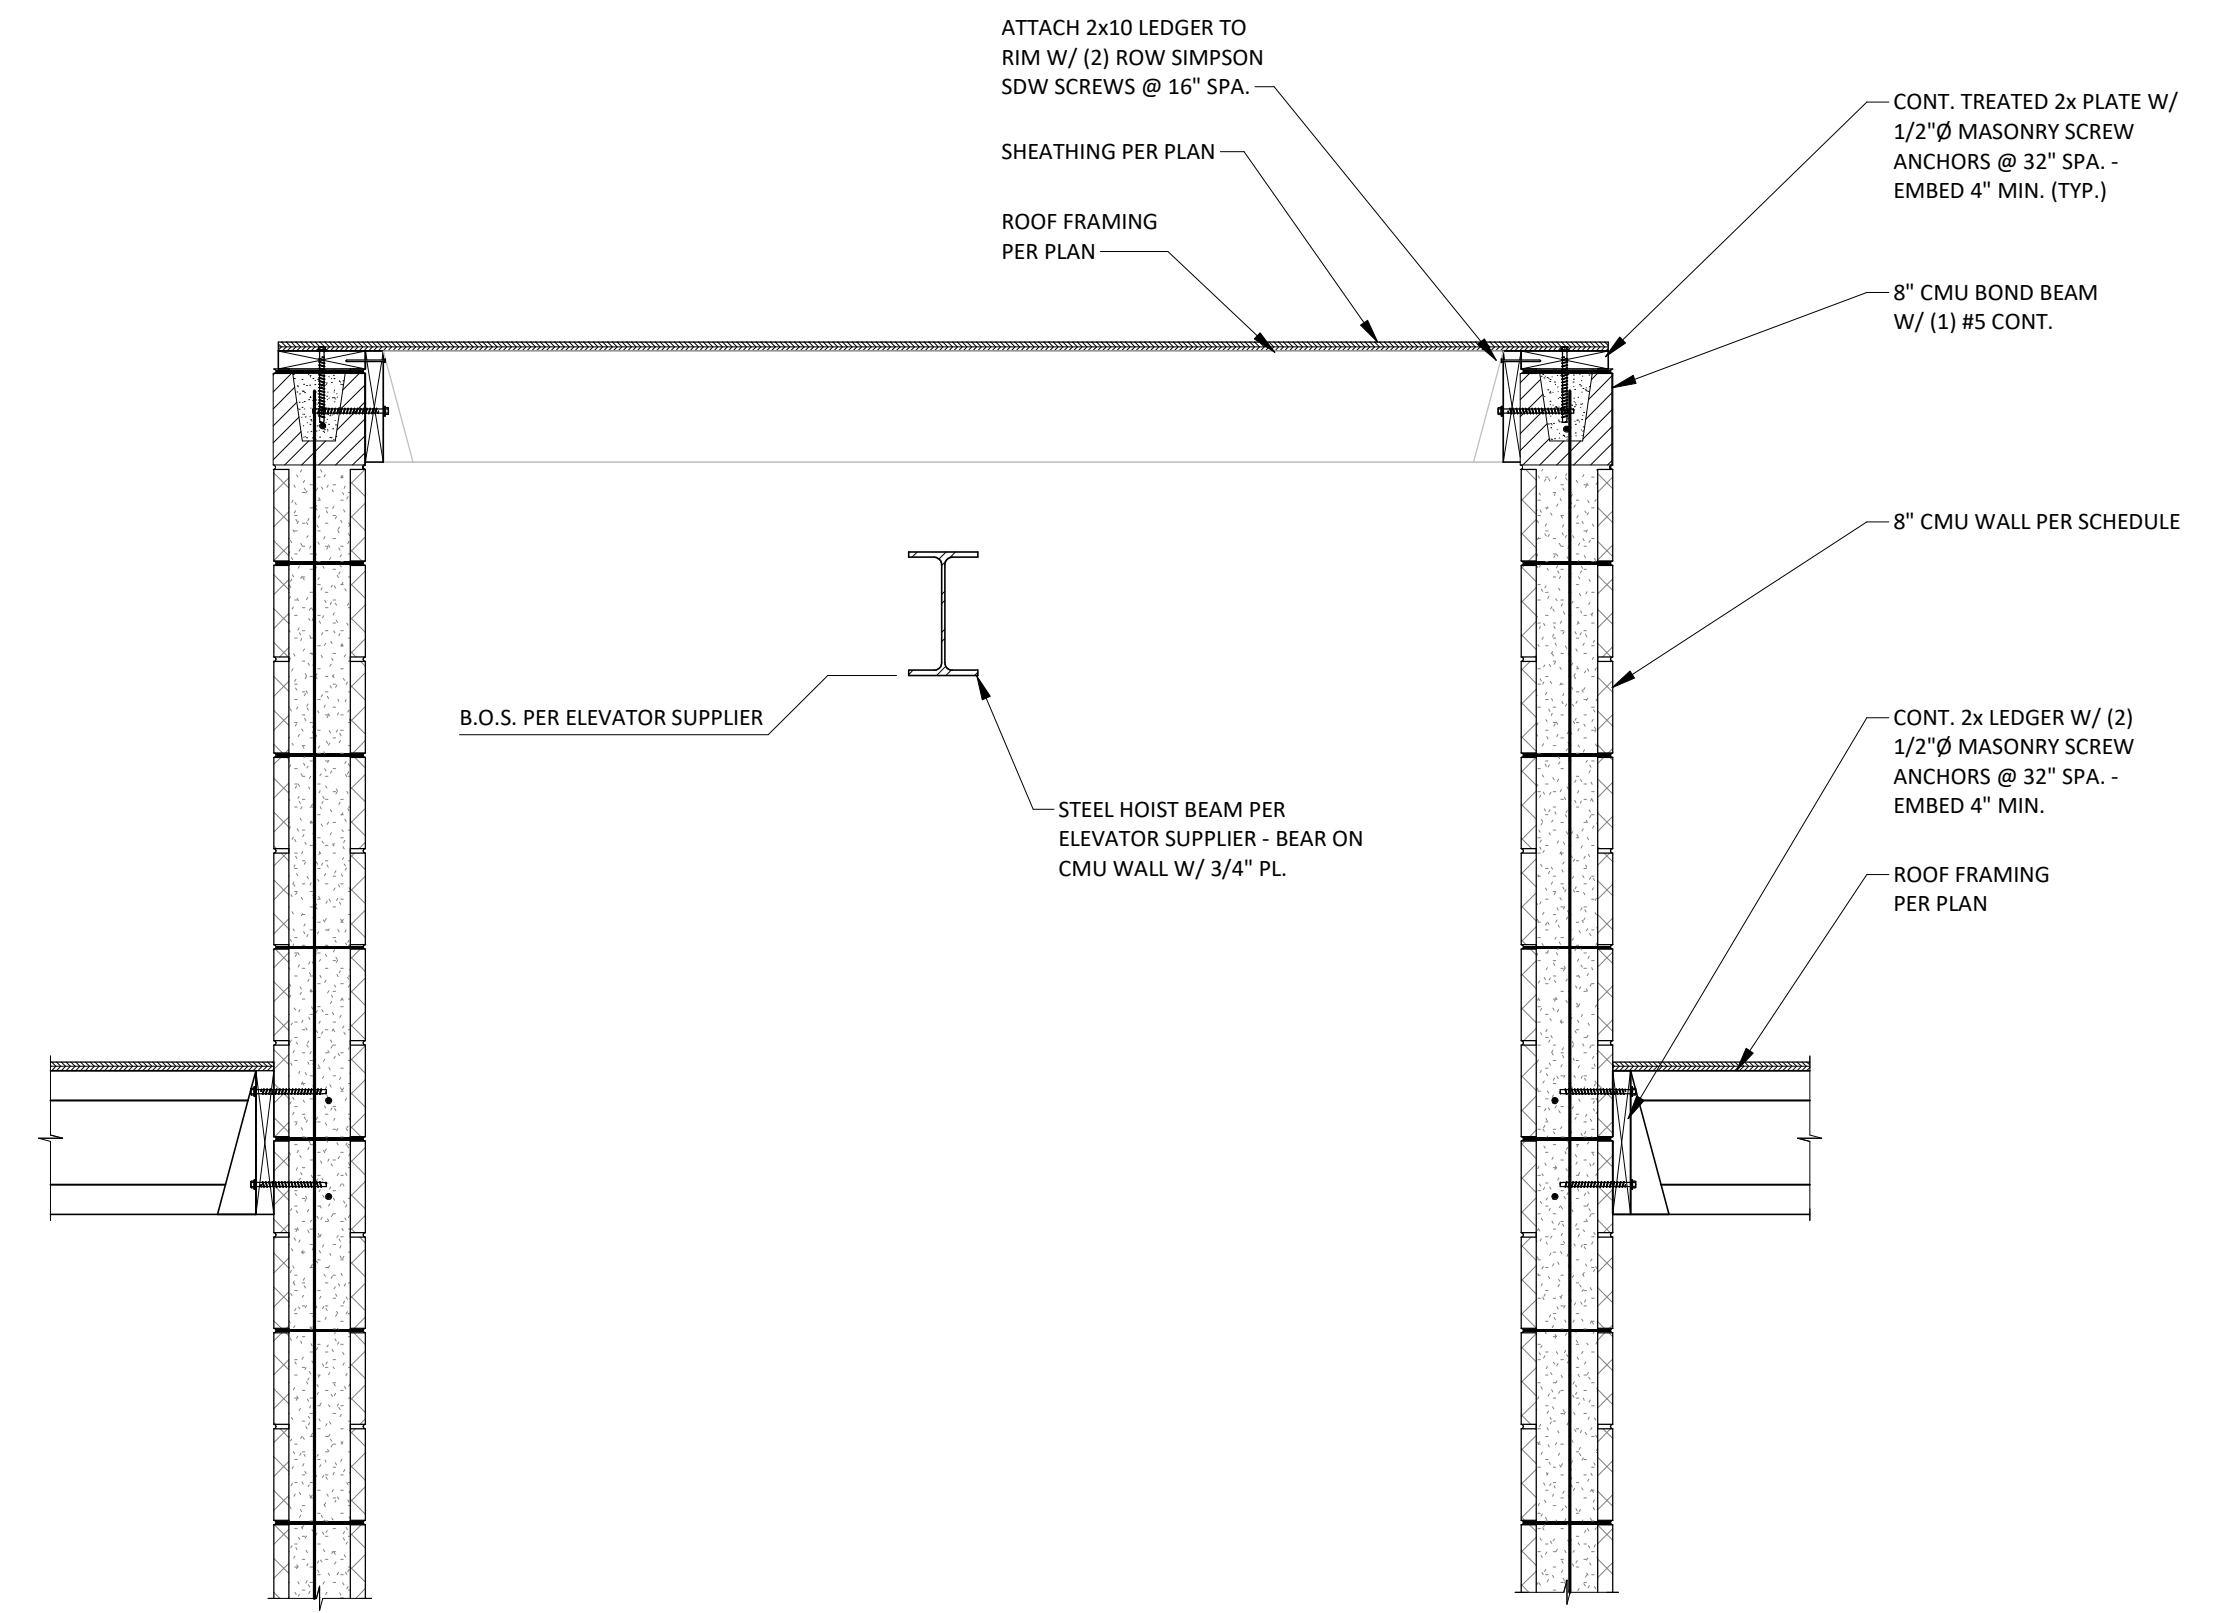 ATTACH 2x10 LEDGER TO
RIM W/ (2) ROW SIMPSON
SDW SCREWS @ 16" SPA.
SHEATHING PER PLAN
ROOF FRAMING
PER PLAN
CONT. TREATED 2x PLATE W/
1/2"Ø MASONRY SCREW
ANCHORS @ 32" SPA. -
EMBED 4" MIN. (TYP.)
8" CMU BOND BEAM
W/ (1) #5 CONT.
8" CMU WALL PER SCHEDULE
B.O.S. PER ELEVATOR SUPPLIER
STEEL HOIST BEAM PER
ELEVATOR SUPPLIER - BEAR ON
CMU WALL W/ 3/4" PL.
CONT. 2x LEDGER W/ (2)
1/2"Ø MASONRY SCREW
ANCHORS @ 32" SPA. -
EMBED 4" MIN.
ROOF FRAMING
PER PLAN